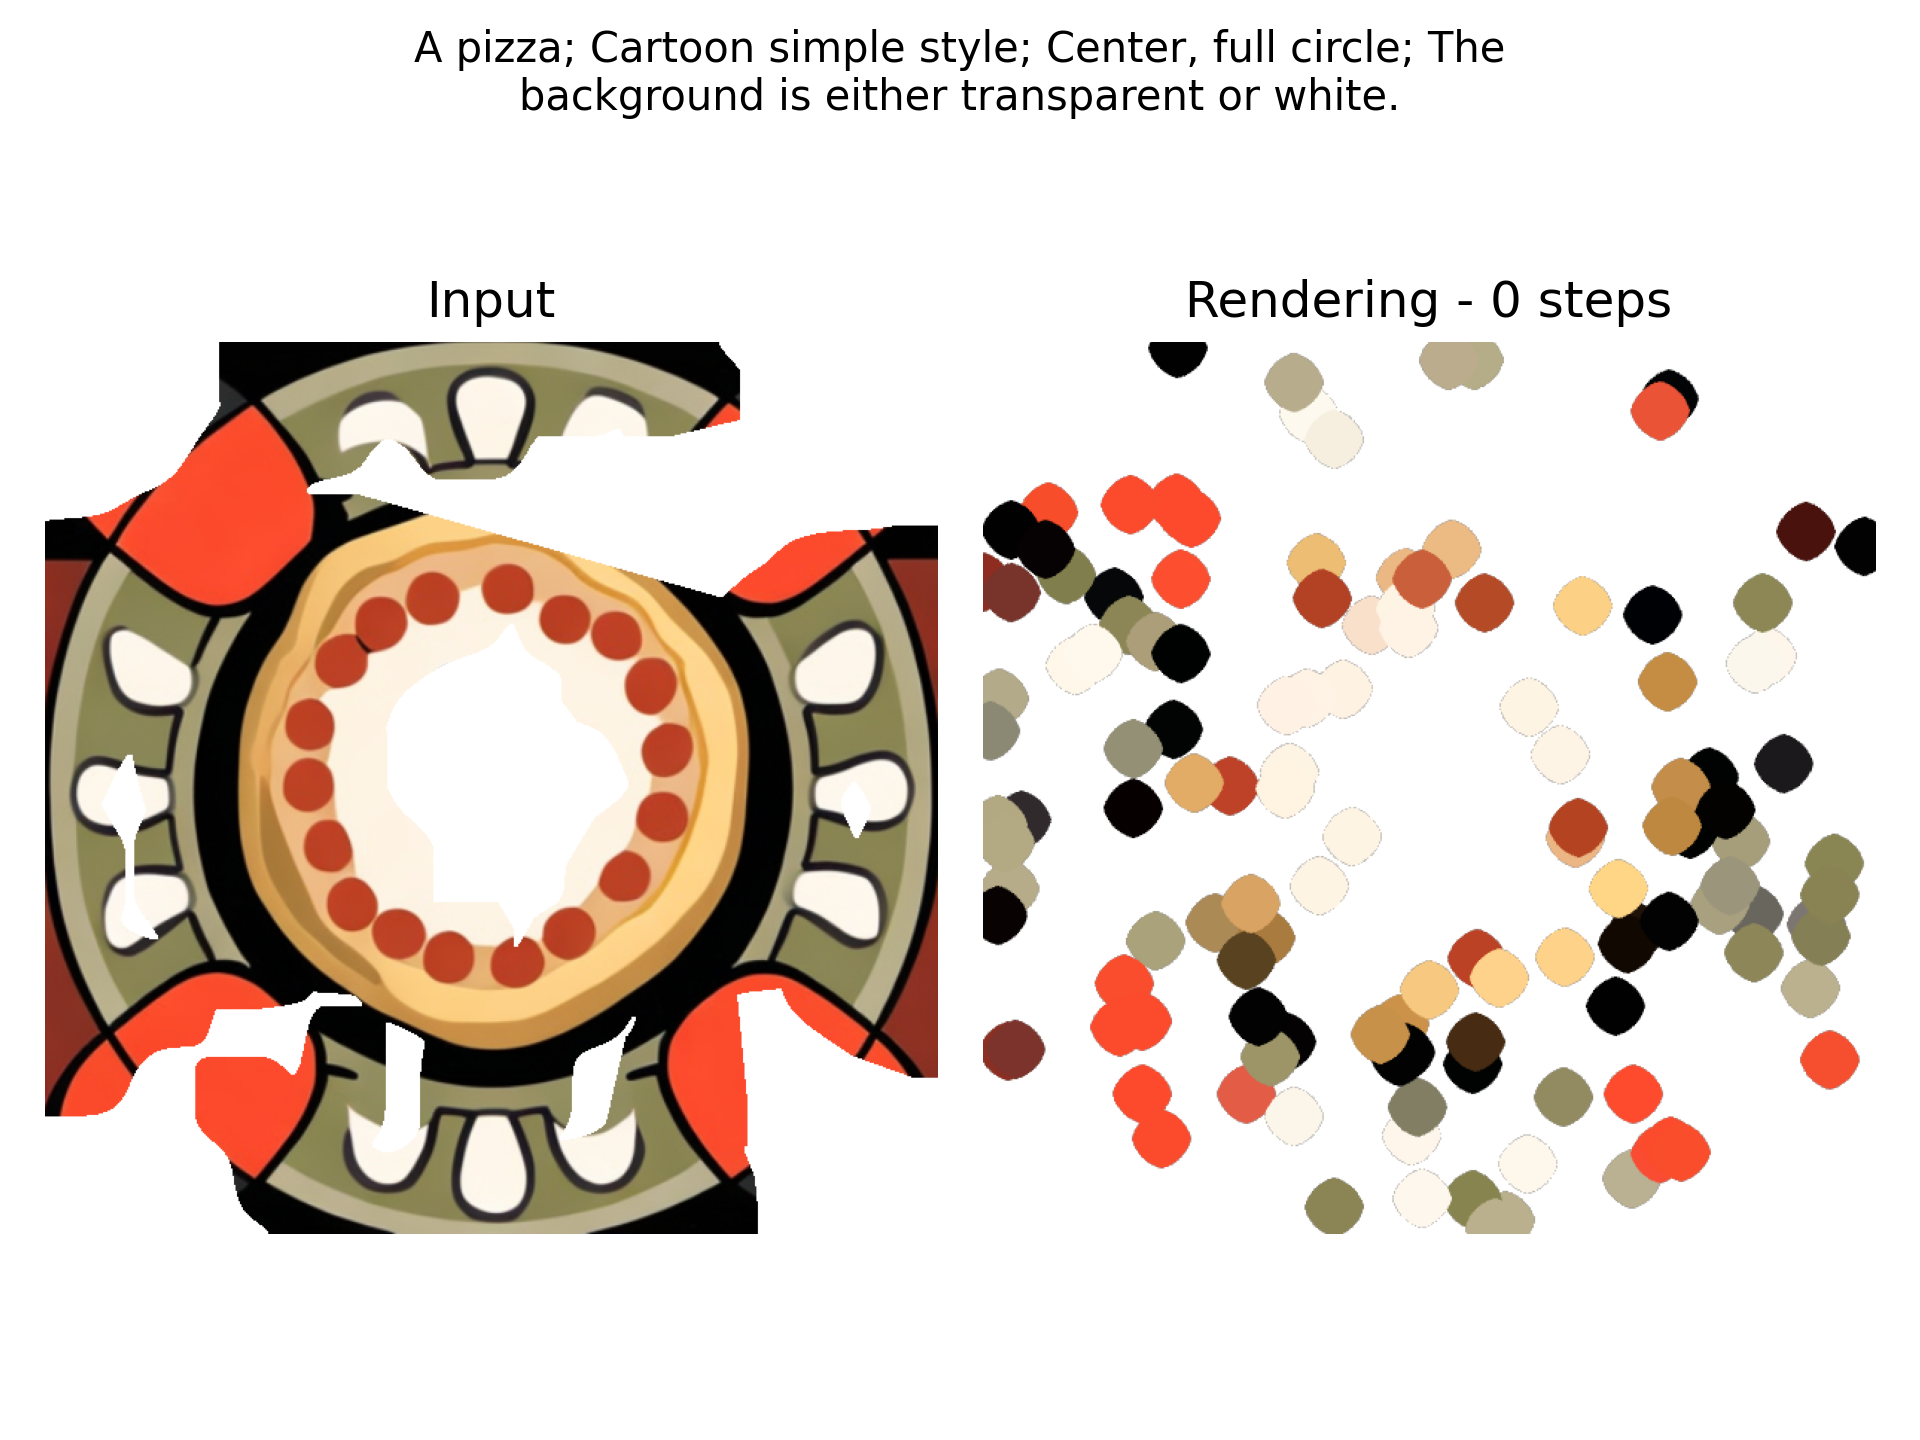 A pizza; Cartoon simple style; Center, full circle; The
background is either transparent or white.
Input
Rendering - 0 steps